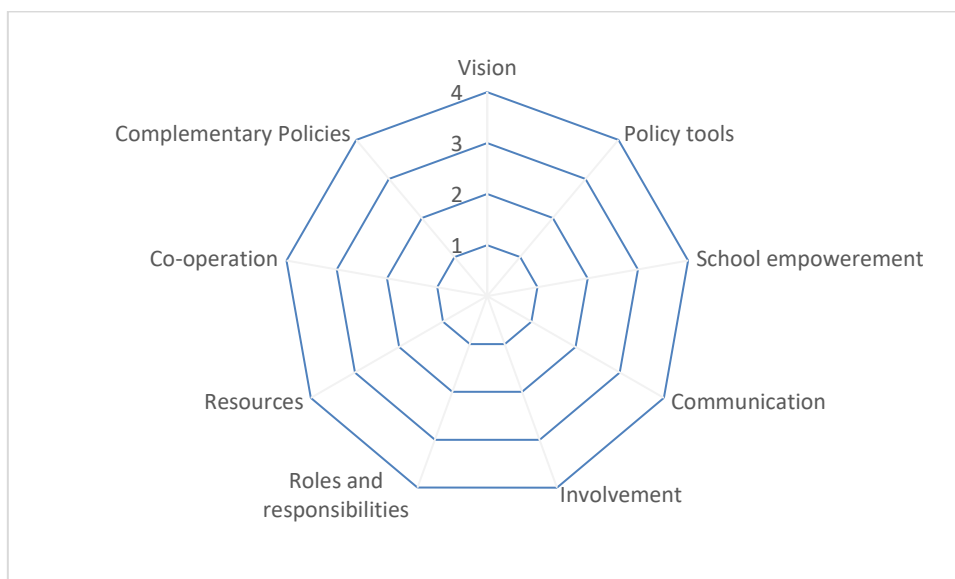 Vision
4
Complementary Policies
Policy tools
3
2
1
Co-operation
School empowerement
Resources
Communication
Roles and
responsibilities
Involvement